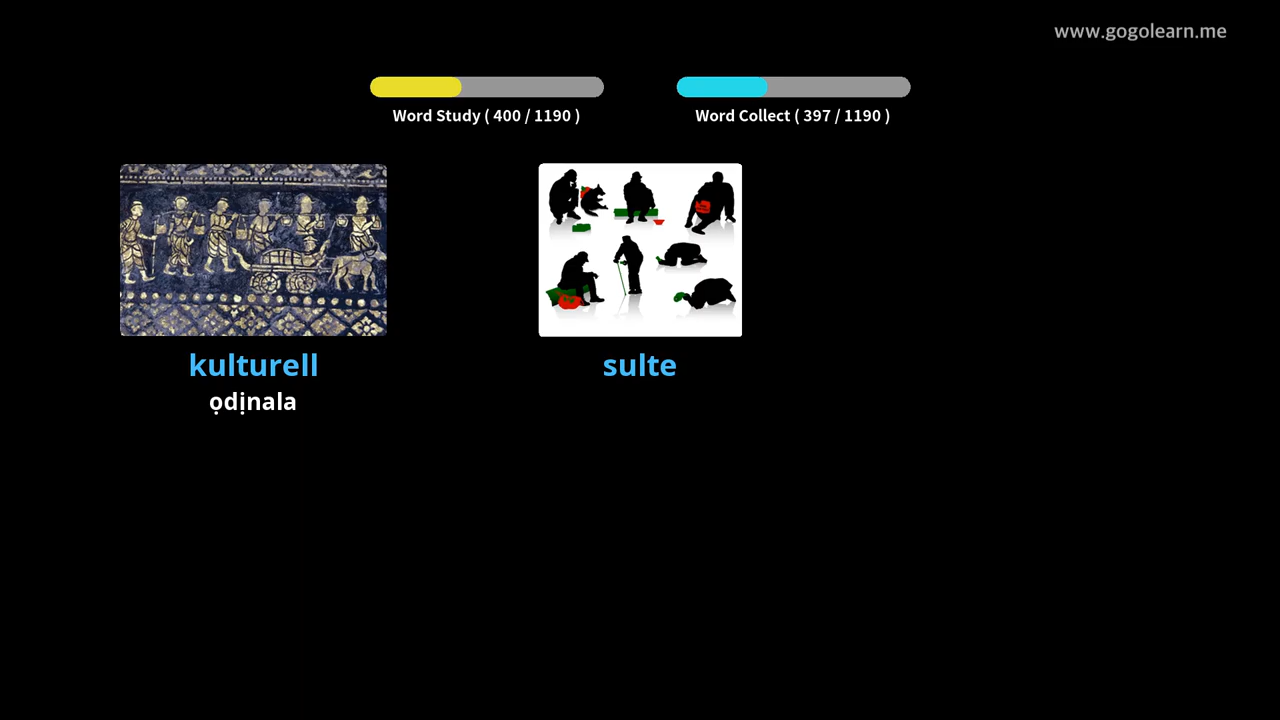 www.gogolearn.me
Word Study ( 400 / 1190 )
Word Collect ( 397 / 1190 )
kulturell
ọdịnala
sulte